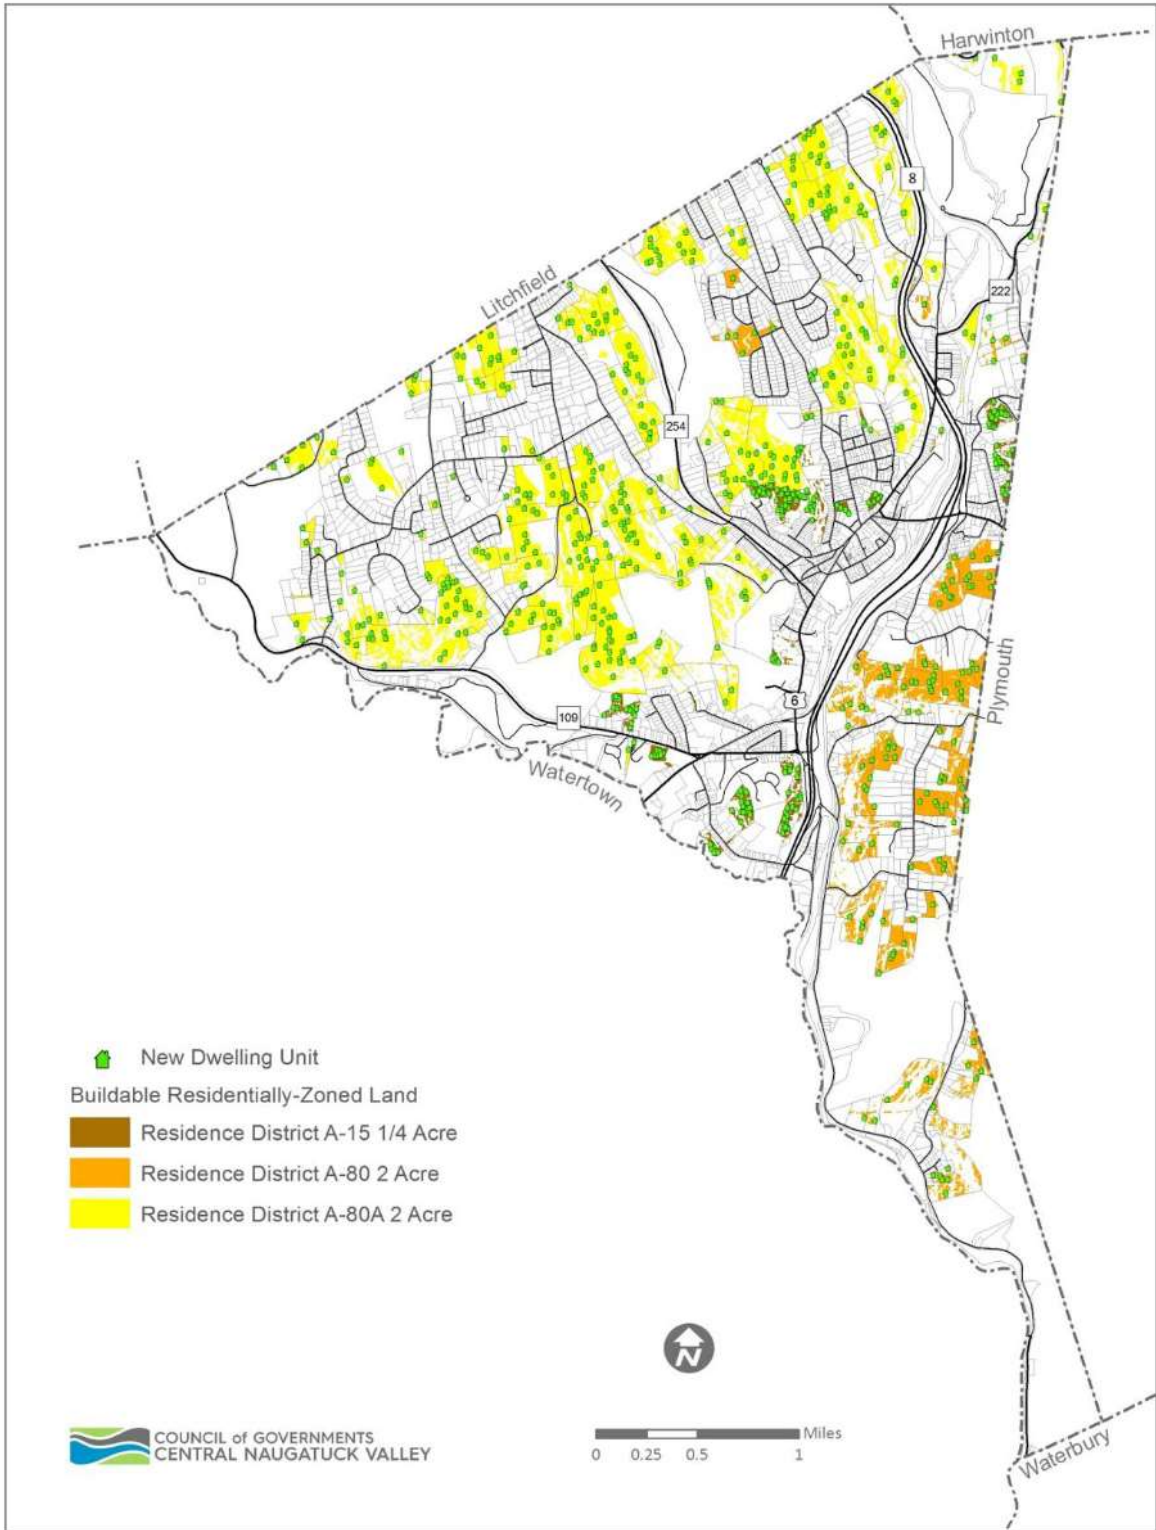 Harwinton
8
Litchfield
222
254
Plymouth
6
109
Watertown
New Dwelling Unit
Buildable Residentially-Zoned Land
Residence District A-15 1/4 Acre
Residence District A-80 2 Acre
Residence District A-80A 2 Acre
N
COUNCIL of GOVERNMENTS
CENTRAL NAUGATUCK VALLEY
Miles
0 0.25 0.5 1
Waterbury